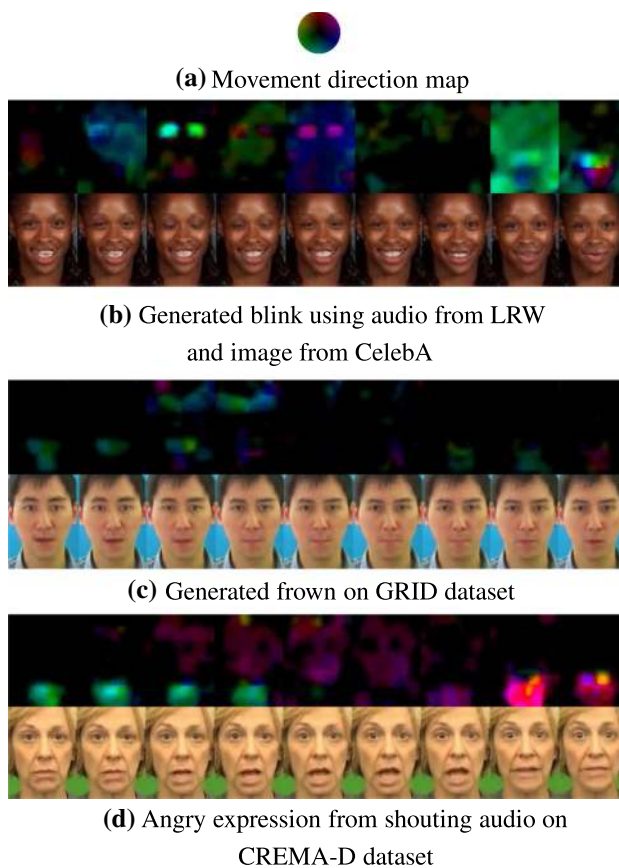 (a) Movement direction map
(b) Generated blink using audio from LRW
and image from CelebA
(c) Generated frown on GRID dataset
(d) Angry expression from shouting audio on
CREMA-D dataset